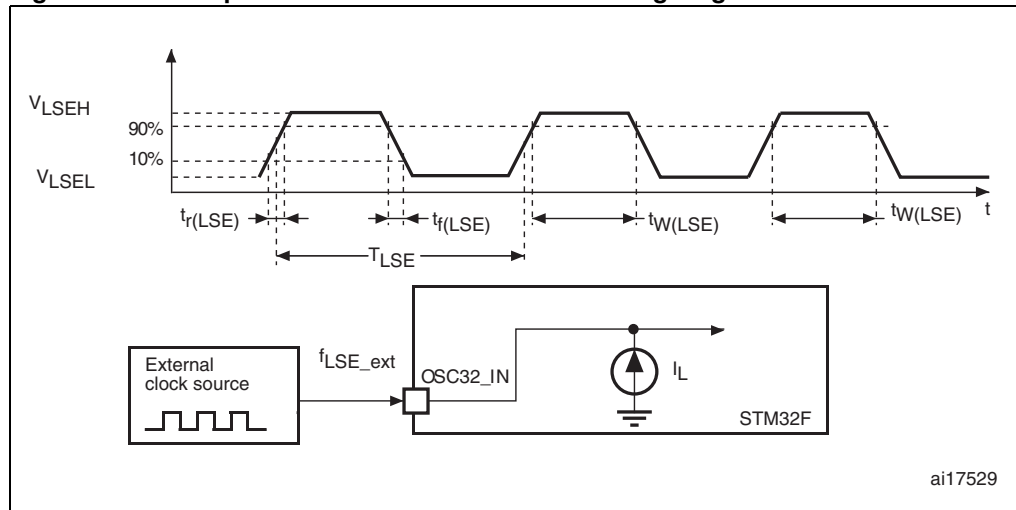 V_LSEH
90%
10%
V_LSEL
t_r(LSE)
t_f(LSE)
t_W(LSE)
t_W(LSE)
t
T_LSE
External
clock source
f_LSE_ext
OSC32_IN
I_L
STM32F
ai17529